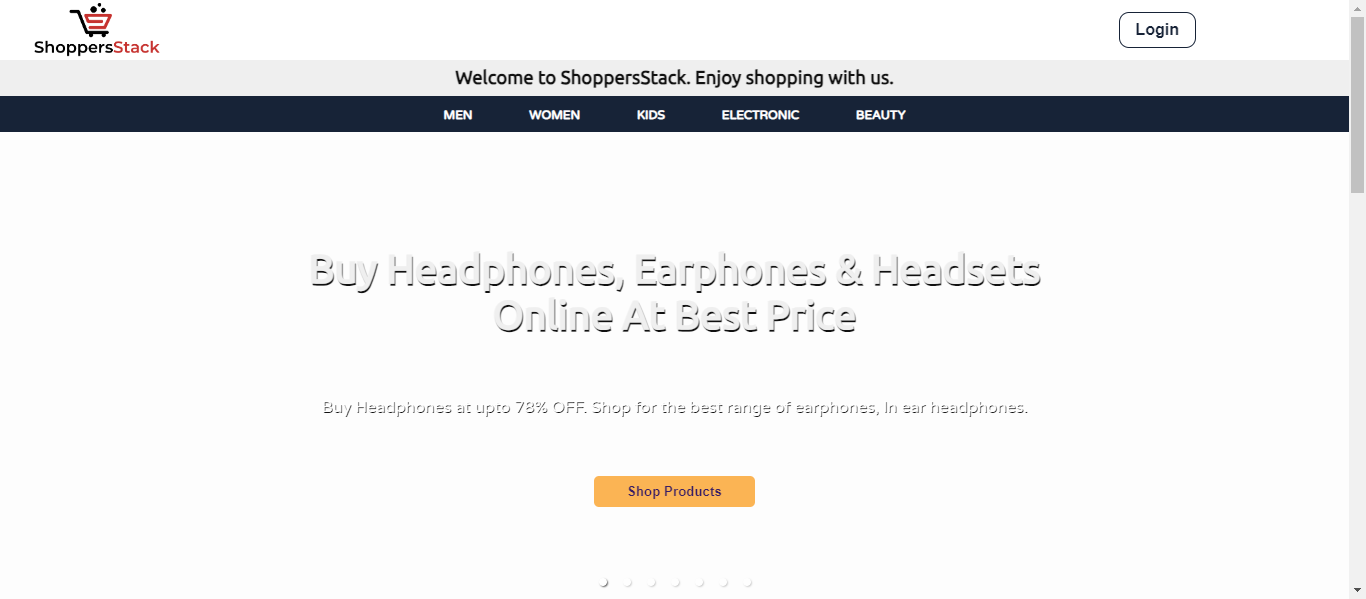 ShoppersStack
Login
Welcome to ShoppersStack. Enjoy shopping with us.
MEN WOMEN KIDS ELECTRONIC BEAUTY
Buy Headphones, Earphones & Headsets
Online At Best Price
Buy Headphones at upto 78% OFF. Shop for the best range of earphones, In ear headphones.
Shop Products